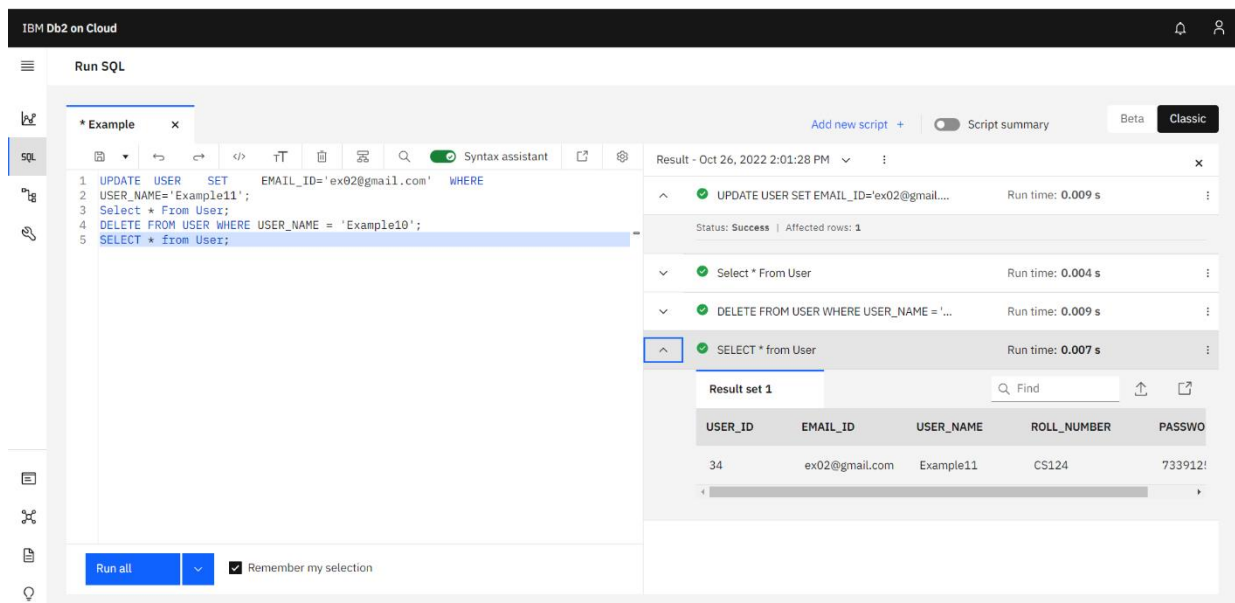 IBM Db2 on Cloud
Run SQL
* Example ×
Add new script +
Script summary
Beta
Classic
SQL
Syntax assistant
1 UPDATE USER SET EMAIL_ID='ex02@gmail.com' WHERE
2 USER_NAME='Example11';
3 Select * From User;
4 DELETE FROM USER WHERE USER_NAME = 'Example10';
5 SELECT * from User;
Run all
Remember my selection
Result - Oct 26, 2022 2:01:28 PM
UPDATE USER SET EMAIL_ID='ex02@gmail.... Run time: 0.009 s
Status: Success | Affected rows: 1
Select * From User Run time: 0.004 s
DELETE FROM USER WHERE USER_NAME = '... Run time: 0.009 s
SELECT * from User Run time: 0.007 s
Result set 1
Find
USER_ID EMAIL_ID USER_NAME ROLL_NUMBER PASSWO
34 ex02@gmail.com Example11 CS124 733912